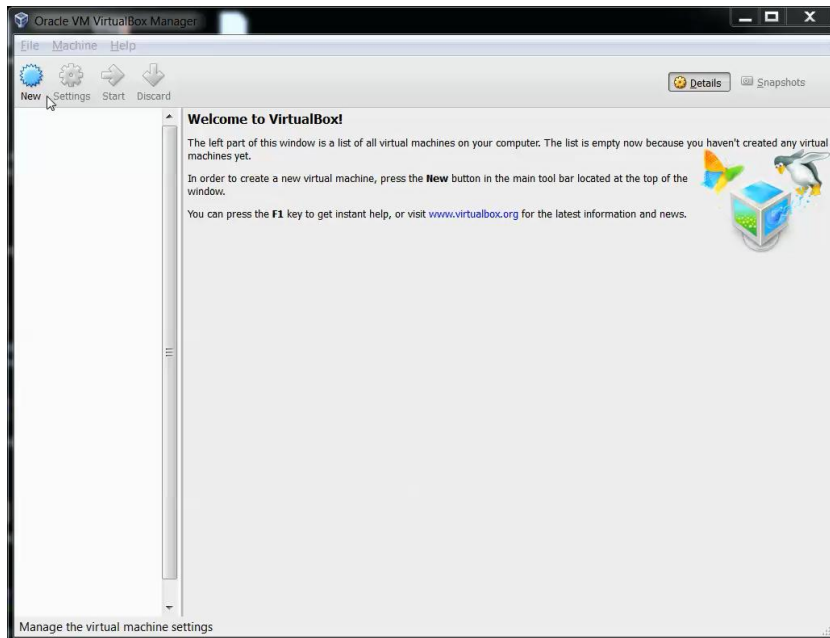 Oracle VM VirtualBox Manager
File Machine Help
New Settings Start Discard
Details Snapshots
Welcome to VirtualBox!
The left part of this window is a list of all virtual machines on your computer. The list is empty now because you haven't created any virtual
machines yet.
In order to create a new virtual machine, press the New button in the main tool bar located at the top of the
window.
You can press the F1 key to get instant help, or visit www.virtualbox.org for the latest information and news.
Manage the virtual machine settings